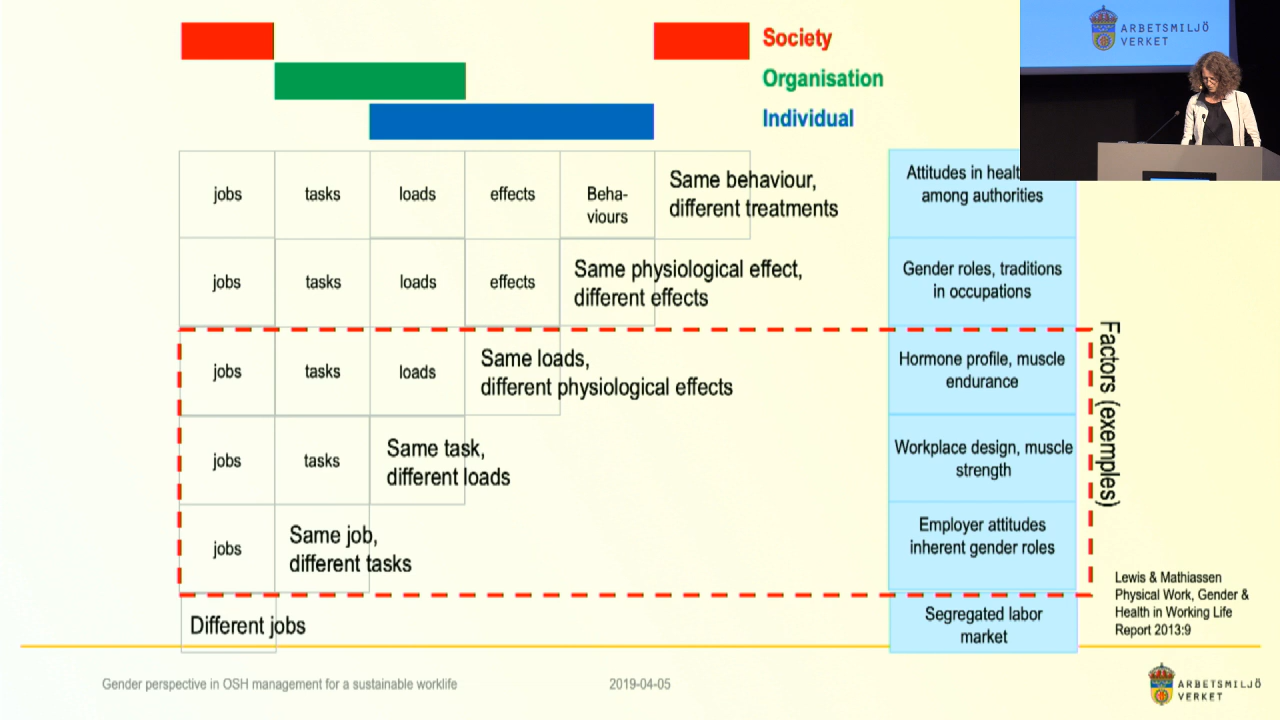 Society
Organisation
Individual
ARBETSMILJÖ
VERKET
jobs
tasks
loads
effects
Beha-
viours
Same behaviour,
different treatments
Attitudes in
among authorities
jobs
tasks
loads
effects
Same physiological effect,
different effects
Gender roles, traditions
in occupations
jobs
tasks
loads
Same loads,
different physiological effects
Hormone profile, muscle
endurance
jobs
tasks
Same task,
different loads
Workplace design, muscle
strength
jobs
Same job,
different tasks
Employer attitudes
inherent gender roles
Different jobs
Segregated labor
market
Factors (exemples)
Lewis & Mathiassen
Physical Work, Gender &
Health in Working Life
Report 2013:9
Gender perspective in OSH management for a sustainable worklife
2019-04-05
ARBETSMILJÖ
VERKET